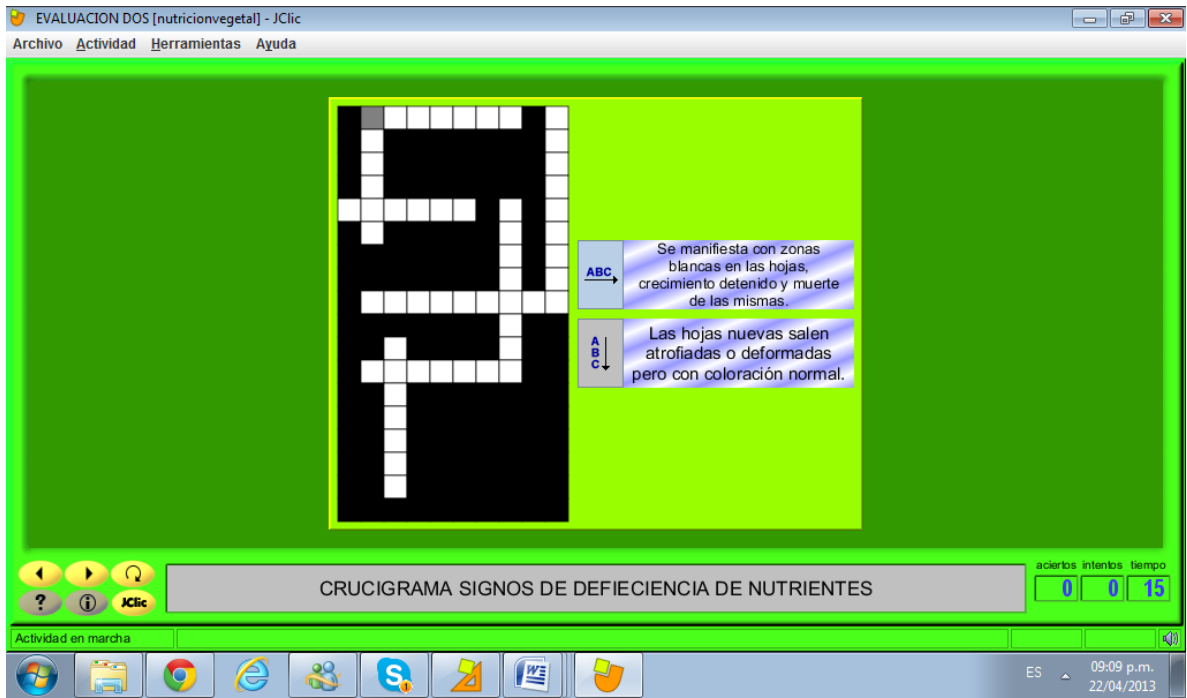 EVALUACION DOS [nutricionvegetal] - JClic
Archivo Actividad Herramientas Ayuda
ABC
Se manifiesta con zonas
blancas en las hojas,
crecimiento detenido y muerte
de las mismas.
A
B
C
Las hojas nuevas salen
atrofiadas o deformadas
pero con coloración normal.
? i JClic
CRUCIGRAMA SIGNOS DE DEFIECIENCIA DE NUTRIENTES
aciertos intentos tiempo
0 0 15
Actividad en marcha
S W ES 09:09 p.m.
22/04/2013